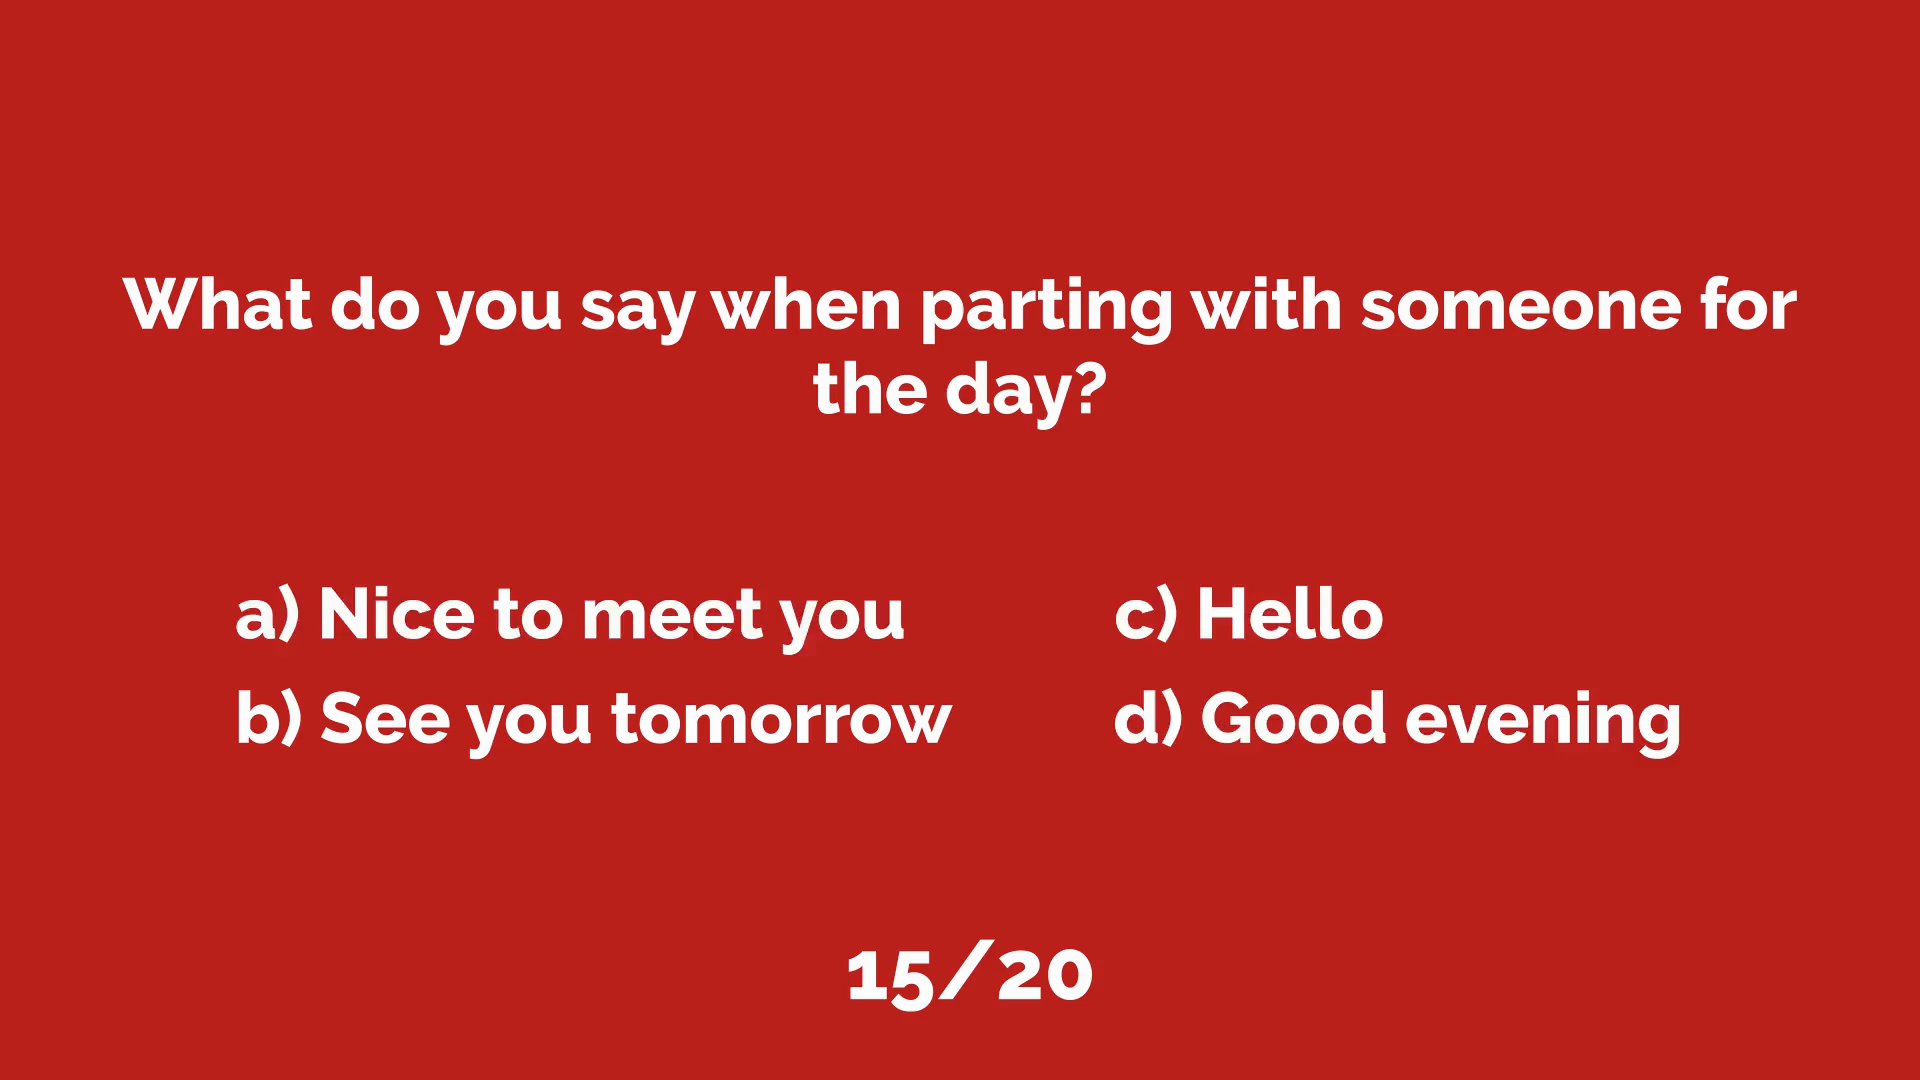 What do you say when parting with someone for
the day?
a) Nice to meet you
b) See you tomorrow
c) Hello
d) Good evening
15/20